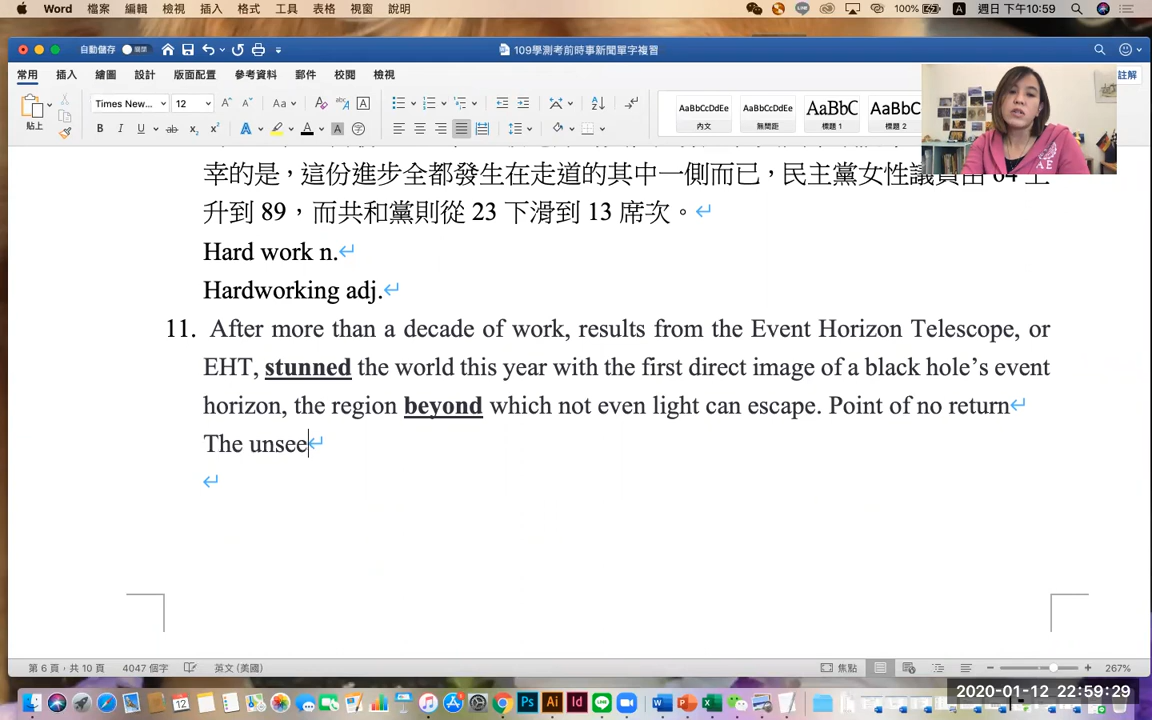 Word 檔案 編輯 檢視 插入 格式 工具 表格 視窗 說明 100% A 週日 下午10:59
自動儲存 109學測考前時事新聞單字複習
常用 插入 繪圖 設計 版面配置 參考資料 郵件 校閱 檢視 註解
貼上 Times New... 12 Aa AaBbCcDdEe AaBbCcDdEe AaBbC AaBbC
B I U ab x₂ x² A A A 內文 無間距 標題 1 標題 2
幸的是，這份進步全都發生在走道的其中一側而已，民主黨女性議員由 64 上
升到 89，而共和黨則從 23 下滑到 13 席次。
Hard work n.
Hardworking adj.
11. After more than a decade of work, results from the Event Horizon Telescope, or
EHT, stunned the world this year with the first direct image of a black hole’s event
horizon, the region beyond which not even light can escape. Point of no return
The unsee
第 6 頁，共 10 頁 4047 個字 英文 (美國) 焦點 267%
2020-01-12 22:59:29